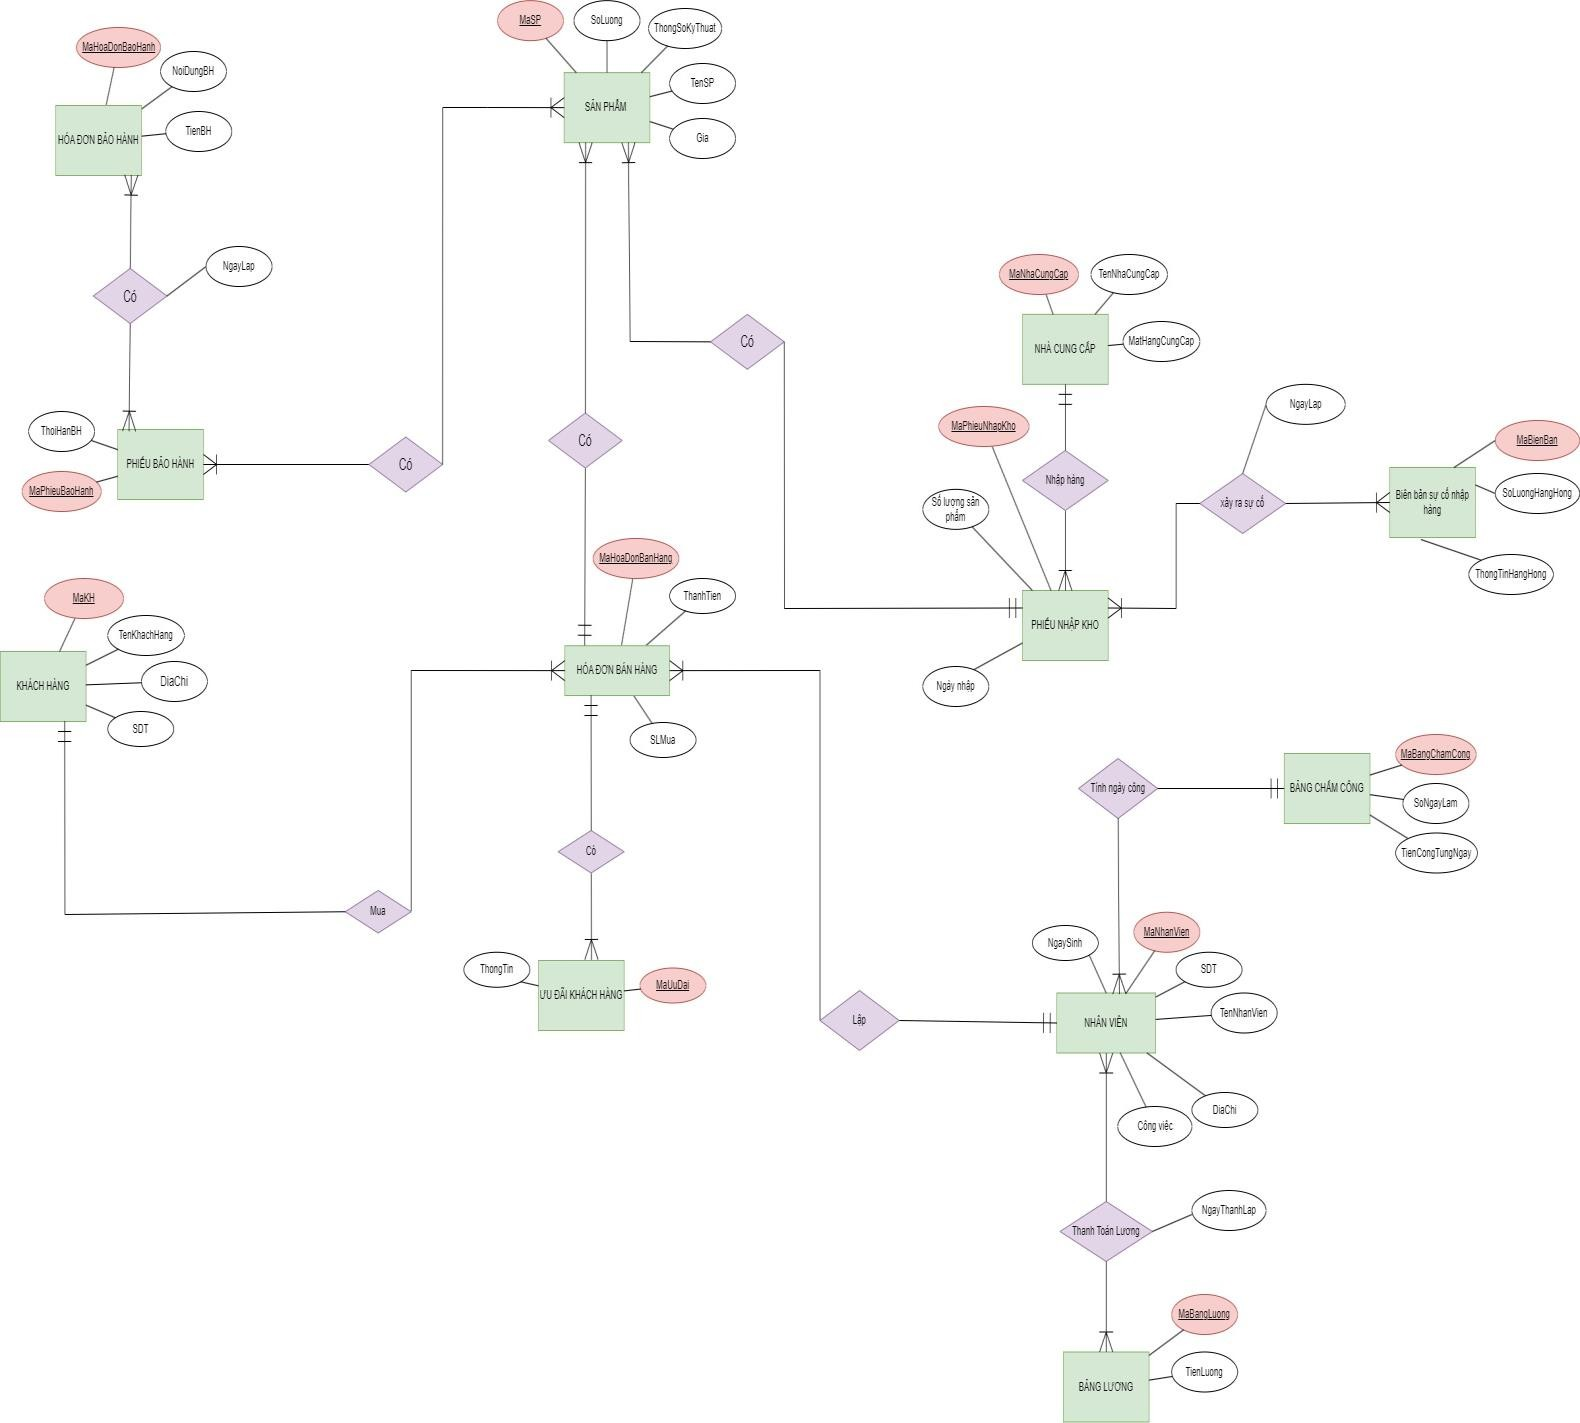 MaSP
SoLuong
ThongSoKyThuat
TenSP
Gia
SẢN PHẨM
MaHoaDonBaoHanh
NoiDungBH
TienBH
HÓA ĐƠN BẢO HÀNH
Có
NgayLap
ThoiHanBH
MaPhieuBaoHanh
PHIẾU BẢO HÀNH
Có
Có
Có
MaNhaCungCap
TenNhaCungCap
MatHangCungCap
NHÀ CUNG CẤP
MaPhieuNhapKho
Nhập hàng
Số lượng sản
phẩm
PHIẾU NHẬP KHO
Ngày nhập
NgayLap
xảy ra sự cố
MaBienBan
SoLuongHangHong
Biên bản sự cố nhập
hàng
ThongTinHangHong
MaHoaDonBanHang
ThanhTien
HÓA ĐƠN BÁN HÀNG
SLMua
MaKH
TenKhachHang
DiaChi
SDT
KHÁCH HÀNG
Mua
Có
ThongTin
MaUuDai
ƯU ĐÃI KHÁCH HÀNG
Lập
Tính ngày công
BẢNG CHẤM CÔNG
MaBangChamCong
SoNgayLam
TienCongTungNgay
NgaySinh
MaNhanVien
SDT
TenNhanVien
NHÂN VIÊN
DiaChi
Công việc
Thanh Toán Lương
NgayThanhLap
MaBangLuong
TienLuong
BẢNG LƯƠNG